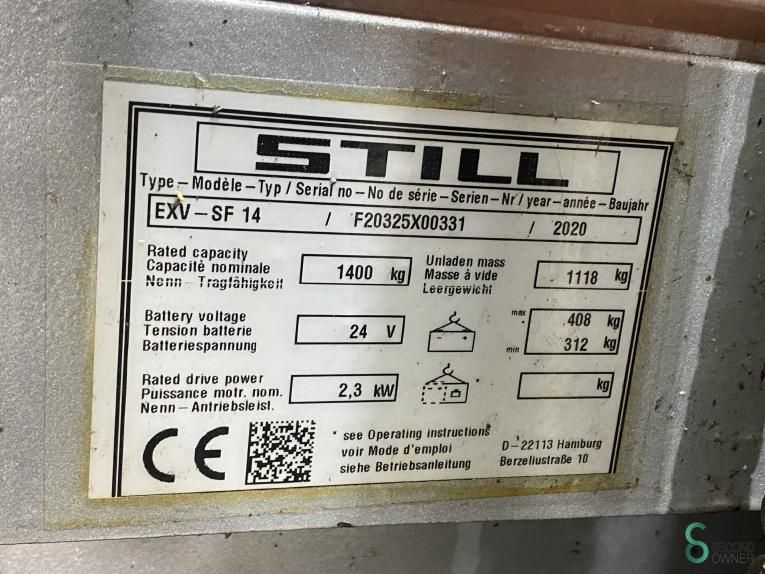 STILL
Type – Modèle – Typ / Serial no – No de série – Serien – Nr / year – année – Baujahr
EXV – SF 14 / F20325X00331 / 2020
Rated capacity
Capacité nominale
Nenn – Tragfähigkeit
1400 kg
Unladen mass
Masse à vide
Leergewicht
1118 kg
Battery voltage
Tension batterie
Batteriespannung
24 V
max 408 kg
min 312 kg
Rated drive power
Puissance motr. nom.
Nenn – Antriebsleist.
2,3 kW
kg
CE
* see Operating instructions
voir Mode d'emploi
siehe Betriebsanleitung
D – 22113 Hamburg
Berzeliustraße 10
SECOND
OWNER